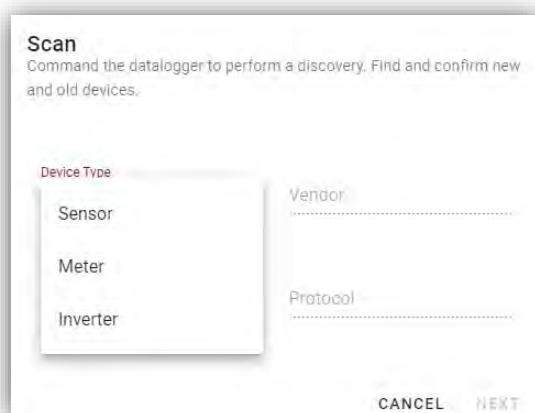 Scan
Command the datalogger to perform a discovery. Find and confirm new
and old devices.
Device Type
Vendor
Sensor
Meter
Protocol
Inverter
CANCEL NEXT